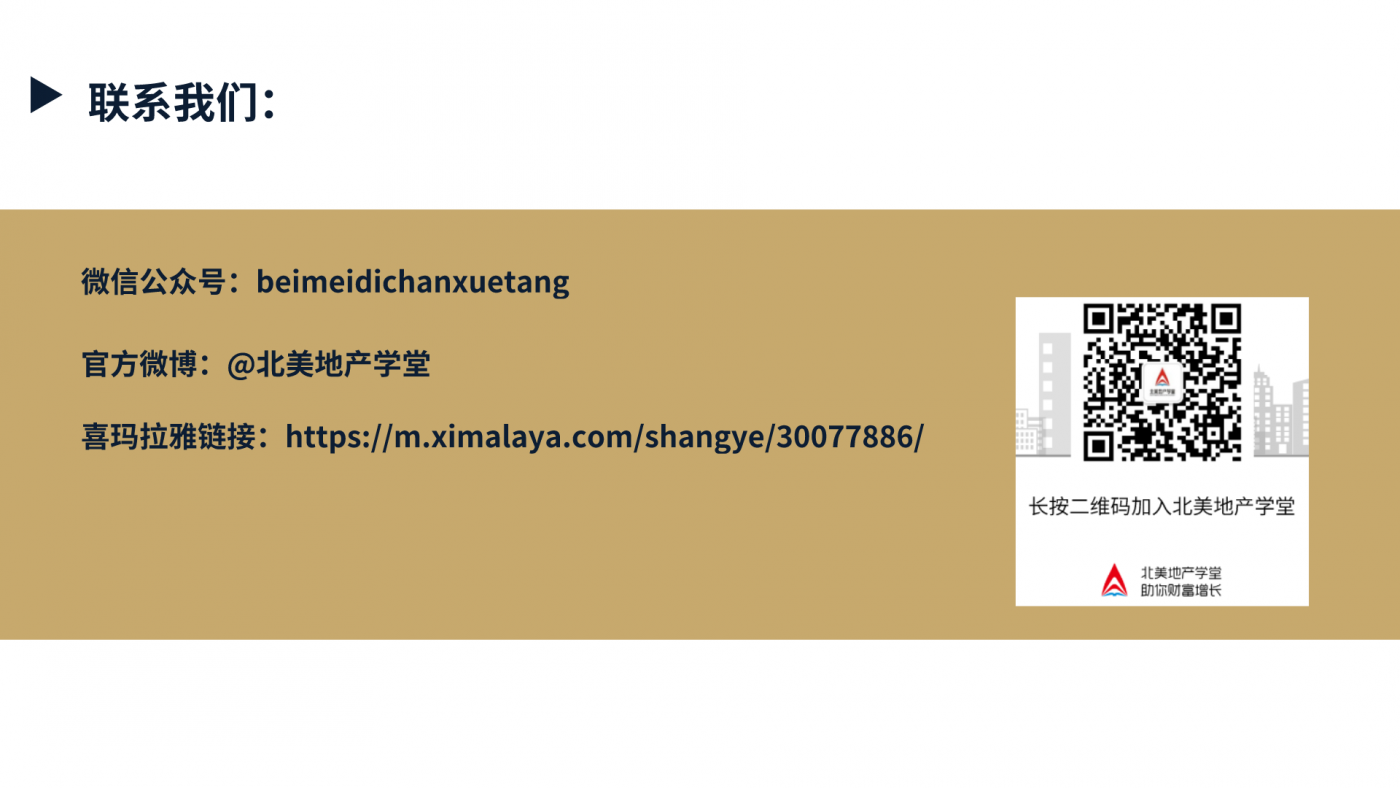 联系我们：
微信公众号：beimeidichanxuetang
官方微博：@北美地产学堂
喜玛拉雅链接：https://m.ximalaya.com/shangye/30077886/
长按二维码加入北美地产学堂
北美地产学堂
助你财富增长